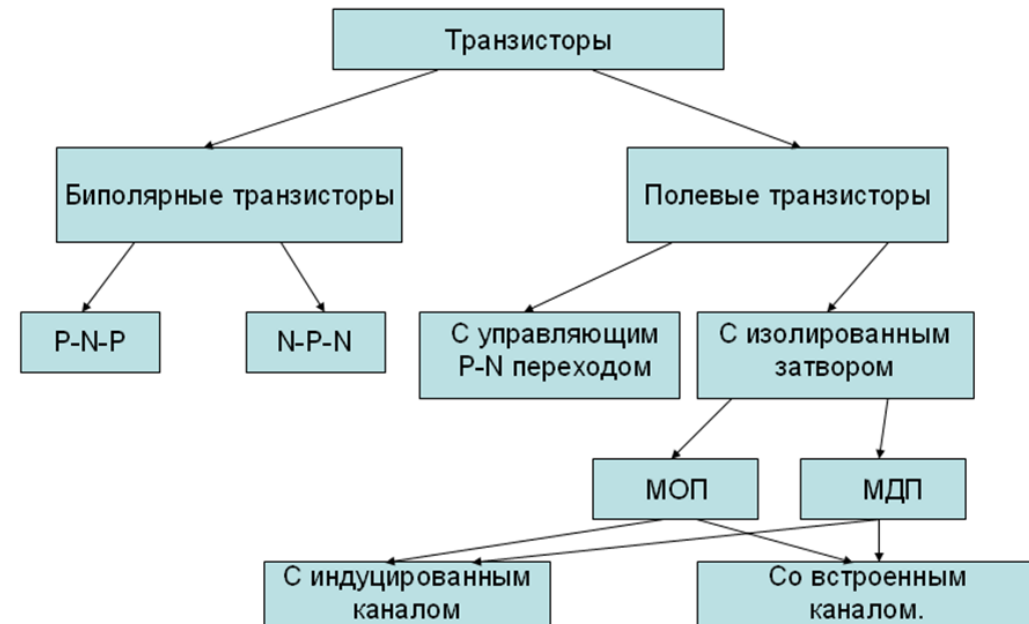 Транзисторы
Биполярные транзисторы
Полевые транзисторы
P-N-P
N-P-N
С управляющим
P-N переходом
С изолированным
затвором
МОП
МДП
С индуцированным
каналом
Со встроенным
каналом.